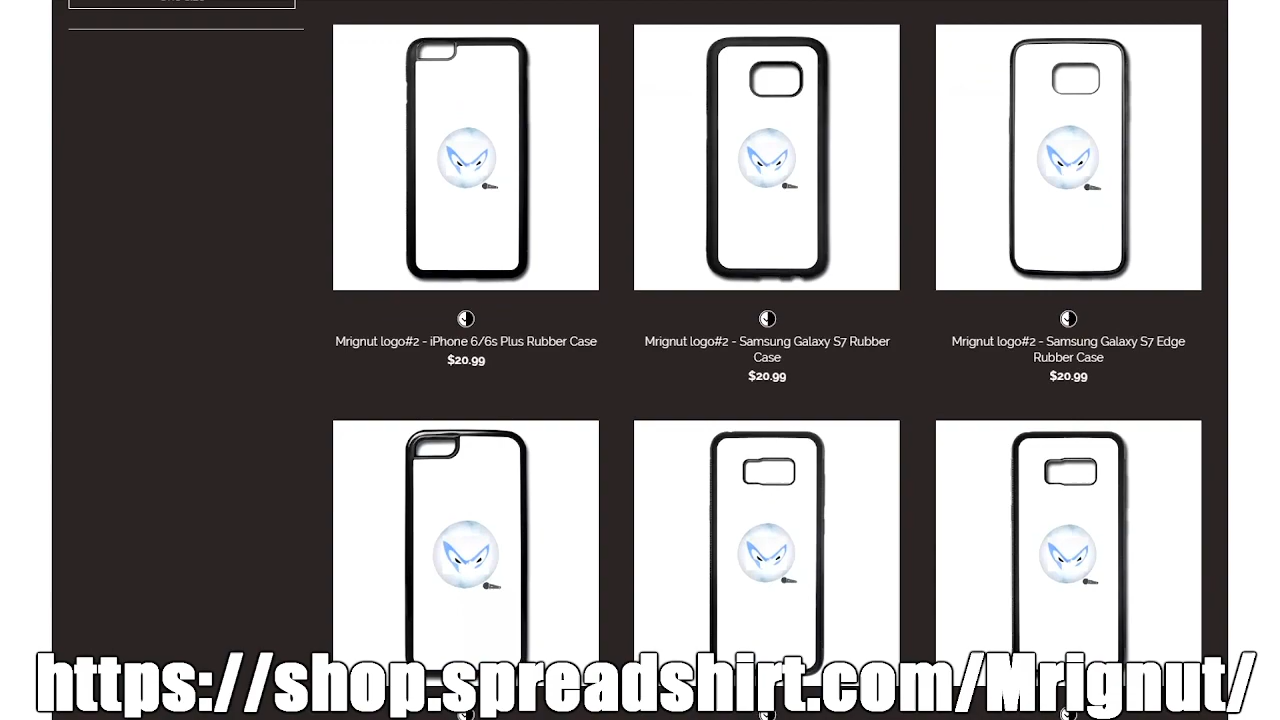 Mrignut logo#2 - iPhone 6/6s Plus Rubber Case
$20.99
Mrignut logo#2 - Samsung Galaxy S7 Rubber
Case
$20.99
Mrignut logo#2 - Samsung Galaxy S7 Edge
Rubber Case
$20.99
https://shop.spreadshirt.com/Mrignut/